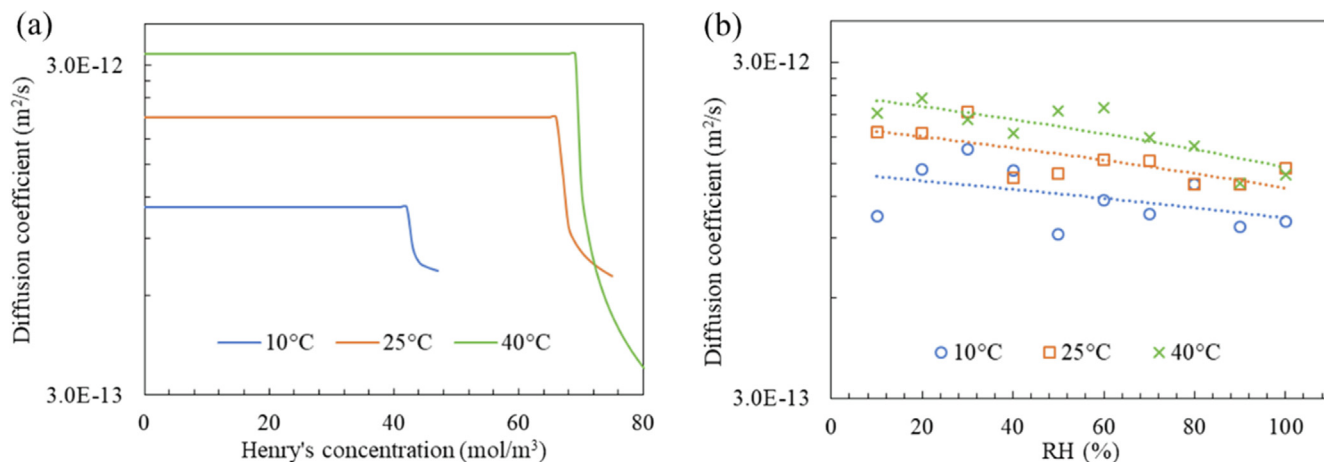 (a)
Diffusion coefficient (m²/s)
3.0E-12
3.0E-13
10°C 25°C 40°C
0 20 40 60 80
Henry's concentration (mol/m³)
(b)
Diffusion coefficient (m²/s)
3.0E-12
3.0E-13
10°C 25°C 40°C
0 20 40 60 80 100
RH (%)